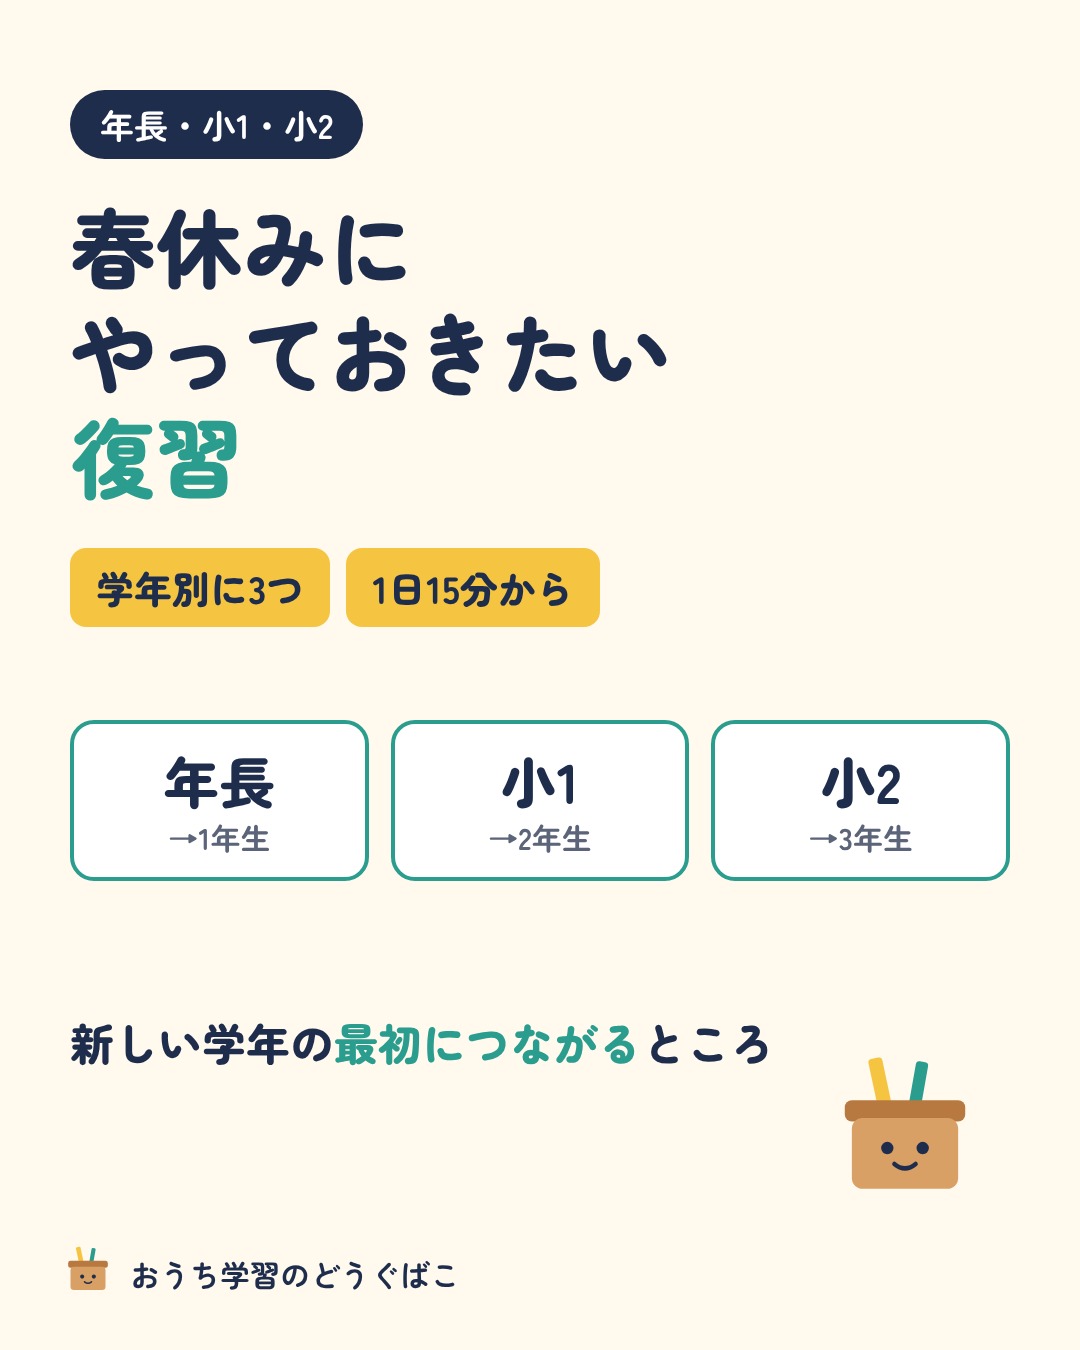 年長・小1・小2
春休みに
やっておきたい
復習
学年別に3つ
1日15分から
年長
→1年生
小1
→2年生
小2
→3年生
新しい学年の最初につながるところ
おうち学習のどうぐばこ